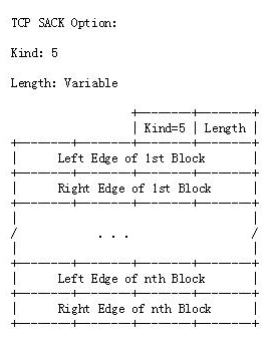 TCP SACK Option:
Kind: 5
Length: Variable
Kind=5 | Length
Left Edge of 1st Block
Right Edge of 1st Block
. . .
Left Edge of nth Block
Right Edge of nth Block